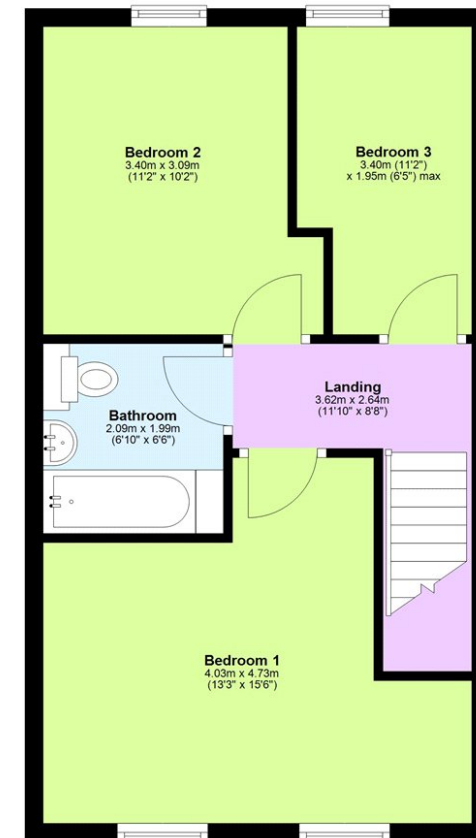 Bedroom 2
3.40m x 3.09m
(11'2" x 10'2")
Bedroom 3
3.40m (11'2")
x 1.95m (6'5") max
Landing
3.62m x 2.64m
(11'10" x 8'8")
Bathroom
2.09m x 1.99m
(6'10" x 6'6")
Bedroom 1
4.03m x 4.73m
(13'3" x 15'6")